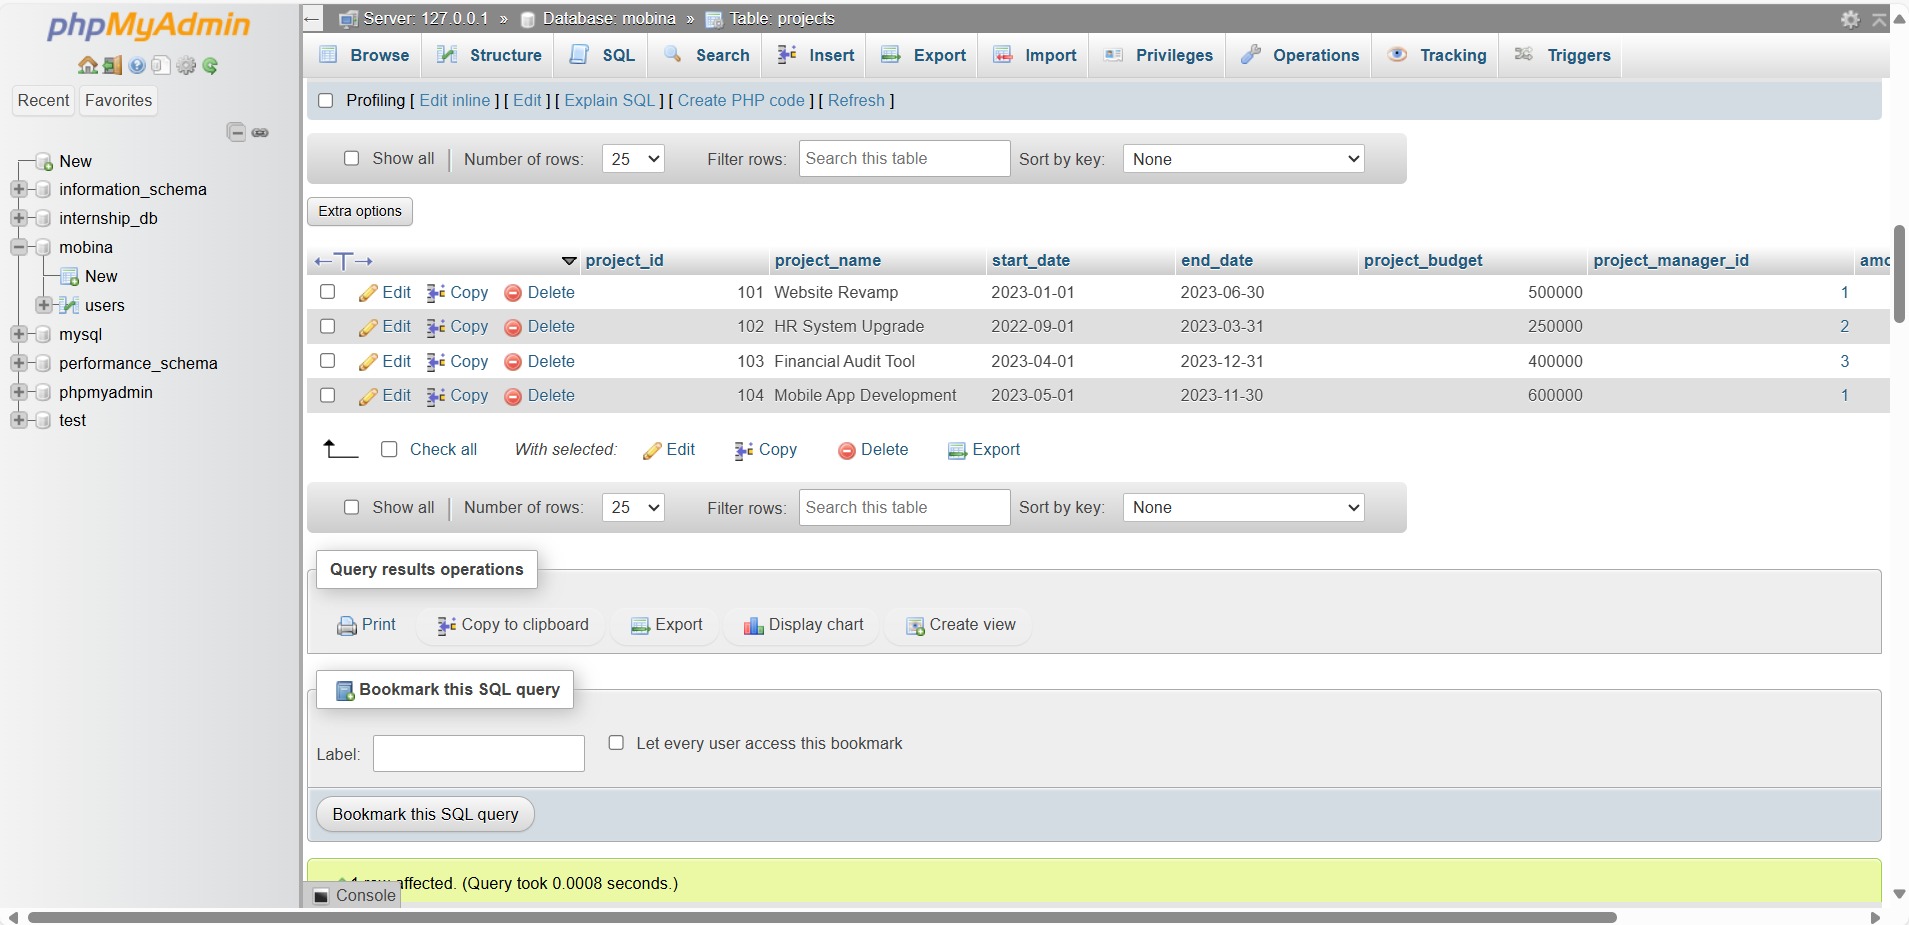 phpMyAdmin
Recent Favorites
New
information_schema
internship_db
mobina
New
users
mysql
performance_schema
phpmyadmin
test
Server: 127.0.0.1 » Database: mobina » Table: projects
Browse Structure SQL Search Insert Export Import Privileges Operations Tracking Triggers
Profiling [ Edit inline ] [ Edit ] [ Explain SQL ] [ Create PHP code ] [ Refresh ]
Show all Number of rows: 25 Filter rows: Search this table Sort by key: None
Extra options
project_id project_name start_date end_date project_budget project_manager_id
Edit Copy Delete 101 Website Revamp 2023-01-01 2023-06-30 500000 1
Edit Copy Delete 102 HR System Upgrade 2022-09-01 2023-03-31 250000 2
Edit Copy Delete 103 Financial Audit Tool 2023-04-01 2023-12-31 400000 3
Edit Copy Delete 104 Mobile App Development 2023-05-01 2023-11-30 600000 1
Check all With selected: Edit Copy Delete Export
Show all Number of rows: 25 Filter rows: Search this table Sort by key: None
Query results operations
Print Copy to clipboard Export Display chart Create view
Bookmark this SQL query
Label: Let every user access this bookmark
Bookmark this SQL query
affected. (Query took 0.0008 seconds.)
Console